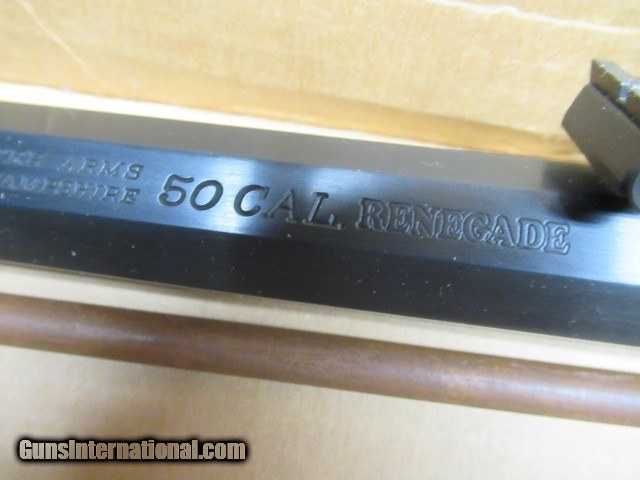 ARMS
50 CAL. RENEGADE
GunsInternational.com